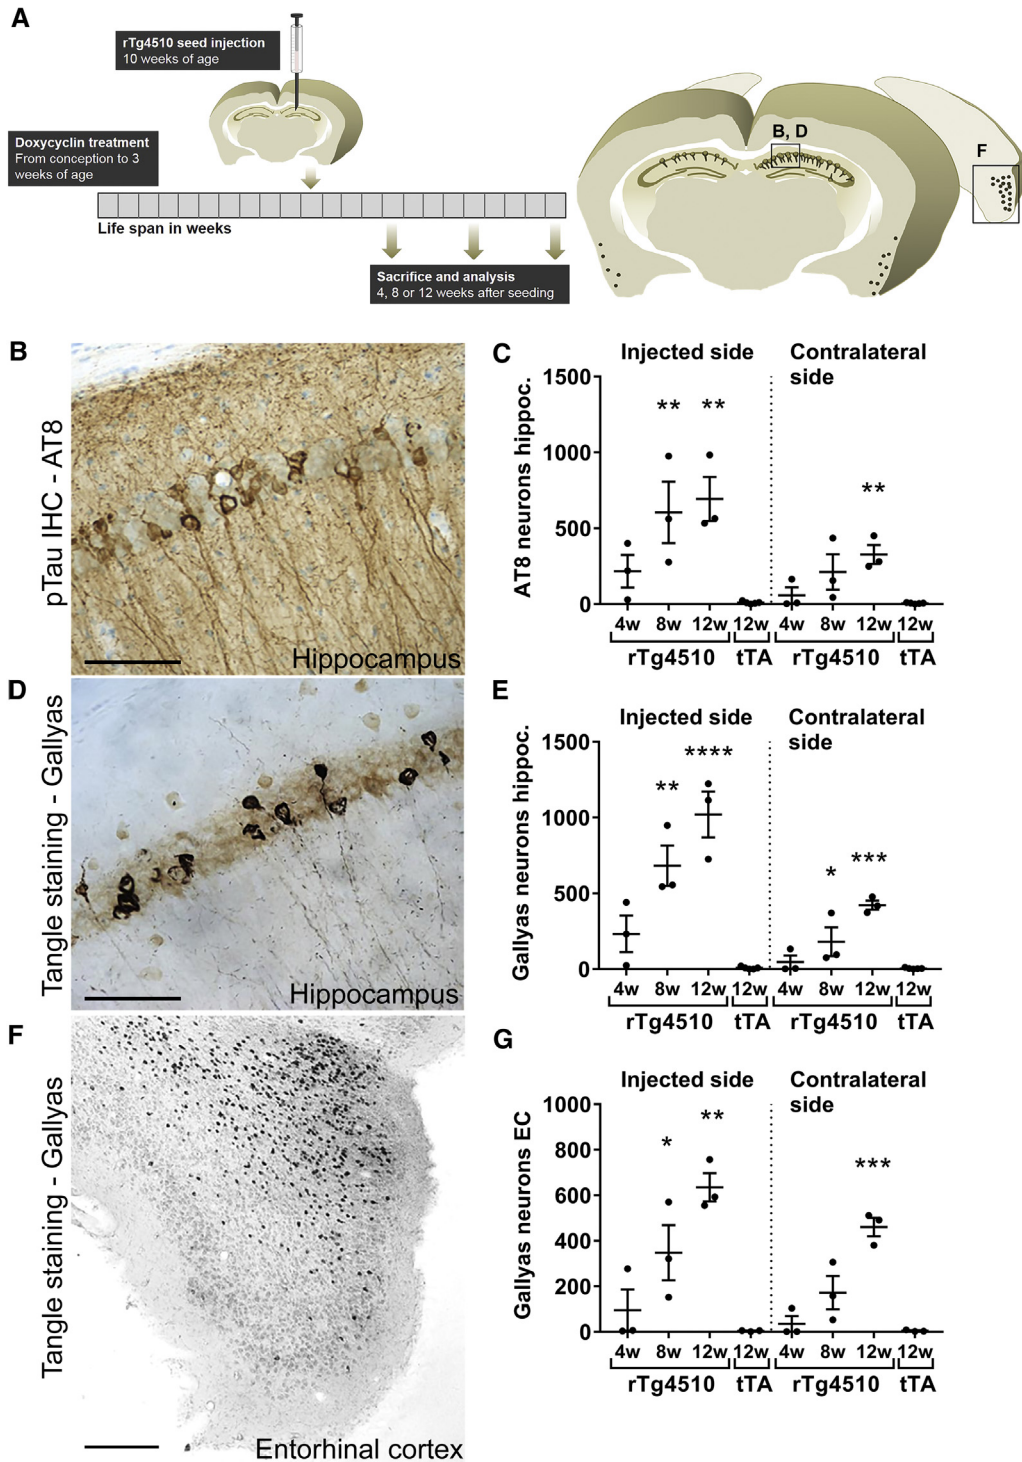 A
rTg4510 seed injection
10 weeks of age
Doxycyclin treatment
From conception to 3
weeks of age
Life span in weeks
Sacrifice and analysis
4, 8 or 12 weeks after seeding
B, D
F
B
pTau IHC - AT8
Hippocampus
C
Injected side
Contralateral
side
AT8 neurons hippoc.
1500
1000
500
0
4w 8w 12w 12w 4w 8w 12w 12w
rTg4510 tTA rTg4510 tTA
** ** **
D
Tangle staining - Gallyas
Hippocampus
E
Injected side
Contralateral
side
Gallyas neurons hippoc.
1500
1000
500
0
** **** * ***
4w 8w 12w 12w 4w 8w 12w 12w
rTg4510 tTA rTg4510 tTA
F
Tangle staining - Gallyas
Entorhinal cortex
G
Injected side
Contralateral
side
Gallyas neurons EC
1000
800
600
400
200
0
* ** ***
4w 8w 12w 12w 4w 8w 12w 12w
rTg4510 tTA rTg4510 tTA